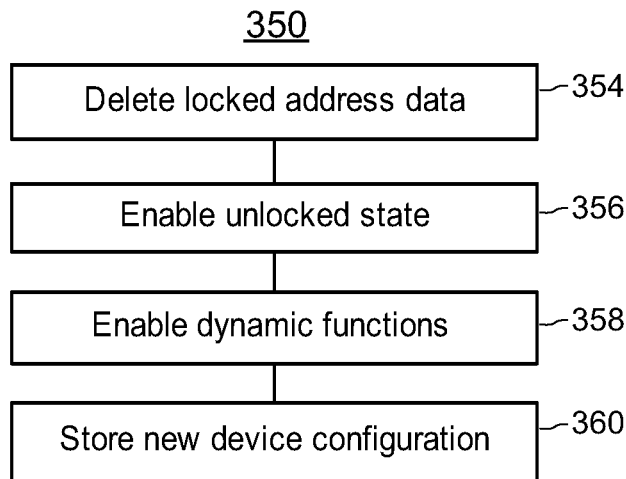 350
Delete locked address data 354
Enable unlocked state 356
Enable dynamic functions 358
Store new device configuration 360